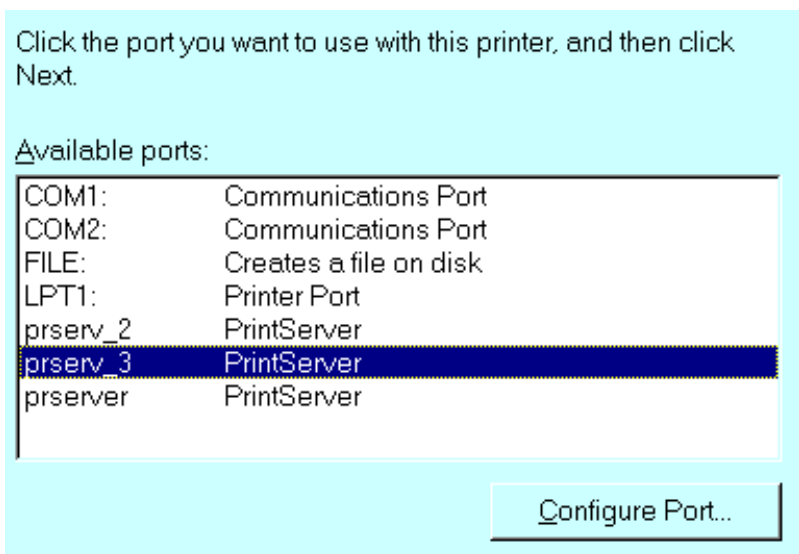 Click the port you want to use with this printer, and then click
Next.
Available ports:
COM1: Communications Port
COM2: Communications Port
FILE: Creates a file on disk
LPT1: Printer Port
prserv_2 PrintServer
prserv_3 PrintServer
prserver PrintServer
Configure Port...